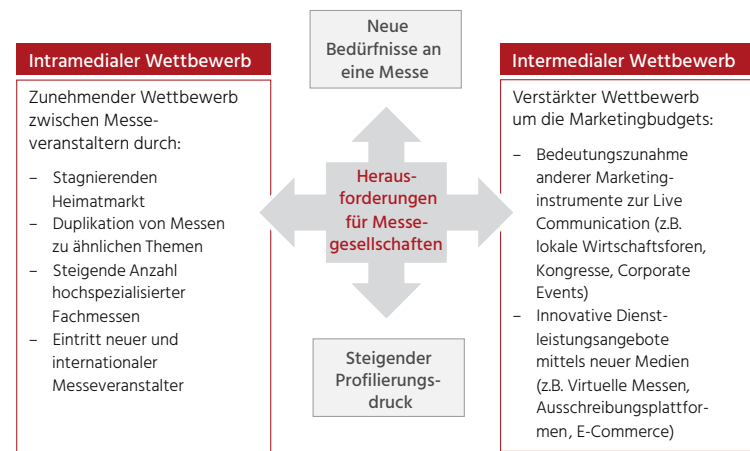 Neue
Bedürfnisse an
eine Messe
Intramedialer Wettbewerb
Zunehmender Wettbewerb
zwischen Messe-
veranstaltern durch:
– Stagnierenden
Heimatmarkt
– Duplikation von Messen
zu ähnlichen Themen
– Steigende Anzahl
hochspezialisierter
Fachmessen
– Eintritt neuer und
internationaler
Messeveranstalter
Heraus-
forderungen
für Messe-
gesellschaften
Steigender
Profilierungs-
druck
Intermedialer Wettbewerb
Verstärkter Wettbewerb
um die Marketingbudgets:
– Bedeutungszunahme
anderer Marketing-
instrumente zur Live
Communication (z.B.
lokale Wirtschaftsforen,
Kongresse, Corporate
Events)
– Innovative Dienst-
leistungsangebote
mittels neuer Medien
(z.B. Virtuelle Messen,
Ausschreibungsplattfor-
men, E-Commerce)